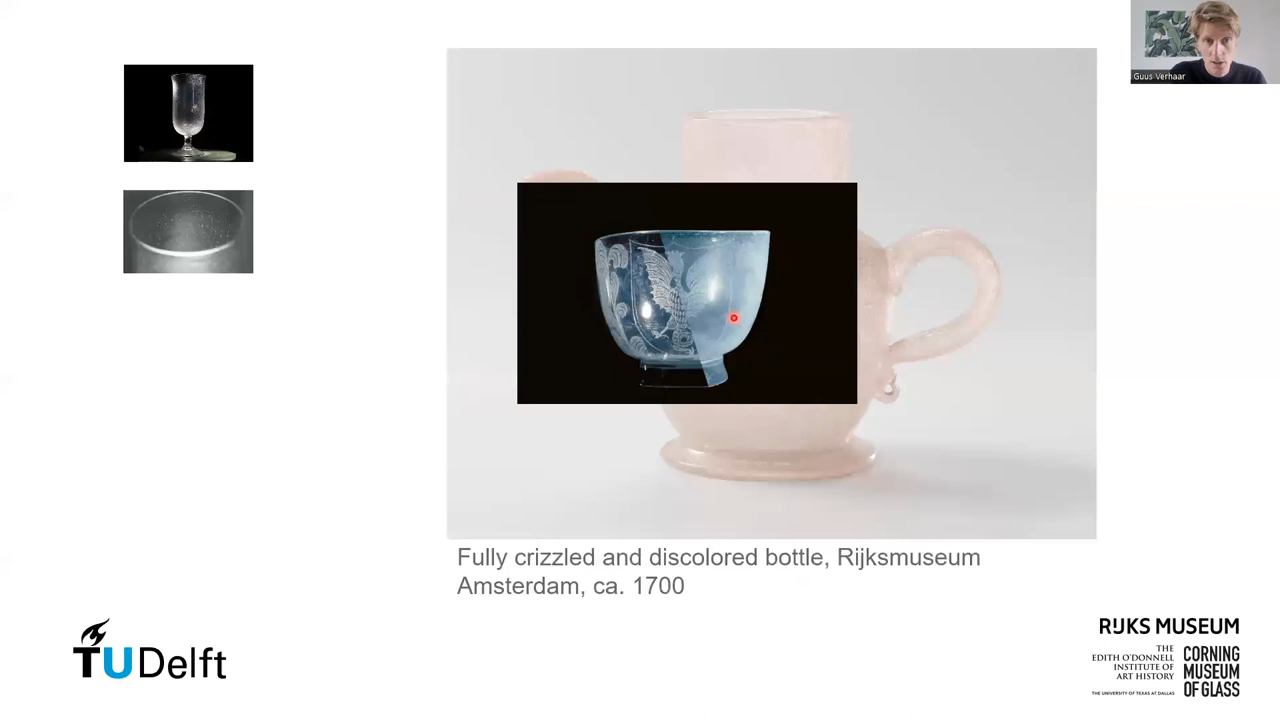 Guus Verhaar
Fully crizzled and discolored bottle, Rijksmuseum
Amsterdam, ca. 1700
TU Delft
RIJKS MUSEUM
THE
EDITH O'DONNELL
INSTITUTE OF
ART HISTORY
THE UNIVERSITY OF TEXAS AT DALLAS
CORNING
MUSEUM
OF GLASS